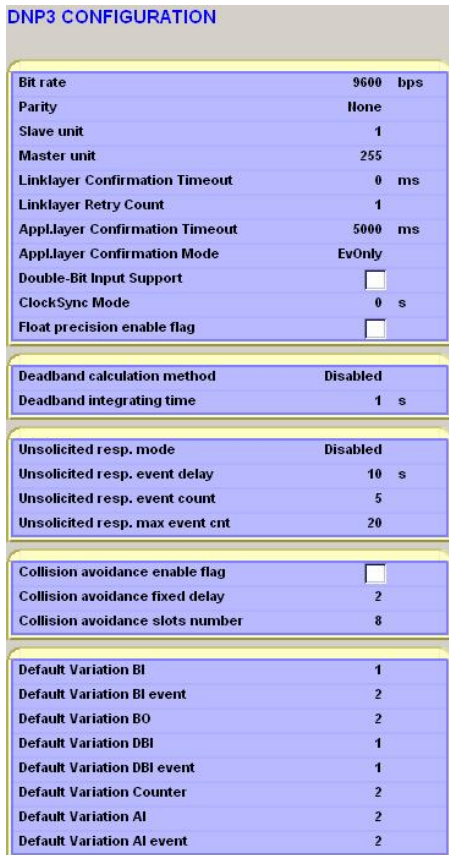 DNP3 CONFIGURATION
Bit rate 9600 bps
Parity None
Slave unit 1
Master unit 255
Linklayer Confirmation Timeout 0 ms
Linklayer Retry Count 1
Appl.layer Confirmation Timeout 5000 ms
Appl.layer Confirmation Mode EvOnly
Double-Bit Input Support
ClockSync Mode 0 s
Float precision enable flag
Deadband calculation method Disabled
Deadband integrating time 1 s
Unsolicited resp. mode Disabled
Unsolicited resp. event delay 10 s
Unsolicited resp. event count 5
Unsolicited resp. max event cnt 20
Collision avoidance enable flag
Collision avoidance fixed delay 2
Collision avoidance slots number 8
Default Variation BI 1
Default Variation BI event 2
Default Variation BO 2
Default Variation DBI 1
Default Variation DBI event 1
Default Variation Counter 2
Default Variation AI 2
Default Variation AI event 2